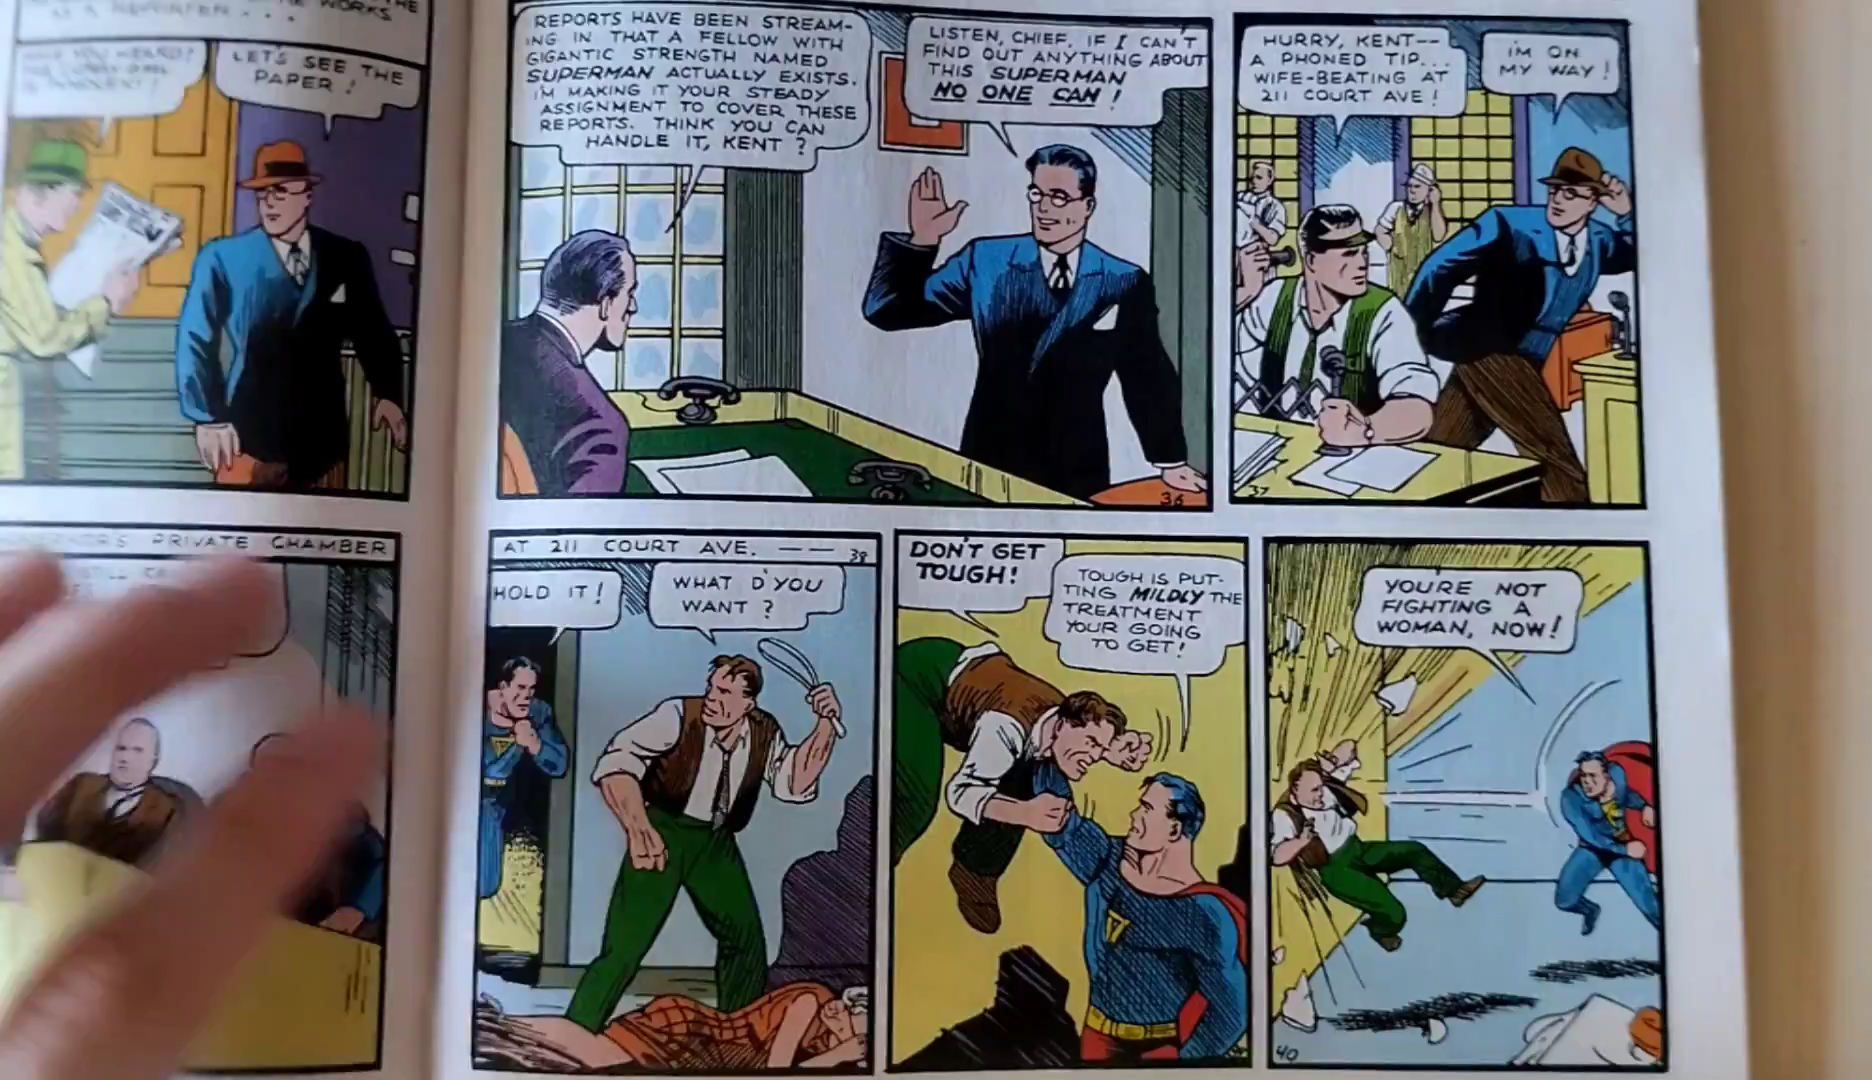 WORKS
LET'S SEE THE
PAPER!
PRIVATE CHAMBER
REPORTS HAVE BEEN STREAM-
ING IN THAT A FELLOW WITH
GIGANTIC STRENGTH NAMED
SUPERMAN ACTUALLY EXISTS.
I'M MAKING IT YOUR STEADY
ASSIGNMENT TO COVER THESE
REPORTS. THINK YOU CAN
HANDLE IT, KENT?
LISTEN, CHIEF, IF I CAN'T
FIND OUT ANYTHING ABOUT
THIS SUPERMAN
NO ONE CAN!
36
HURRY, KENT--
A PHONED TIP...
WIFE-BEATING AT
211 COURT AVE!
I'M ON
MY WAY!
37
AT 211 COURT AVE. ——
38
HOLD IT!
WHAT D'YOU
WANT?
DON'T GET
TOUGH!
TOUGH IS PUT-
TING MILDLY THE
TREATMENT
YOUR GOING
TO GET!
YOU'RE NOT
FIGHTING A
WOMAN, NOW!
40